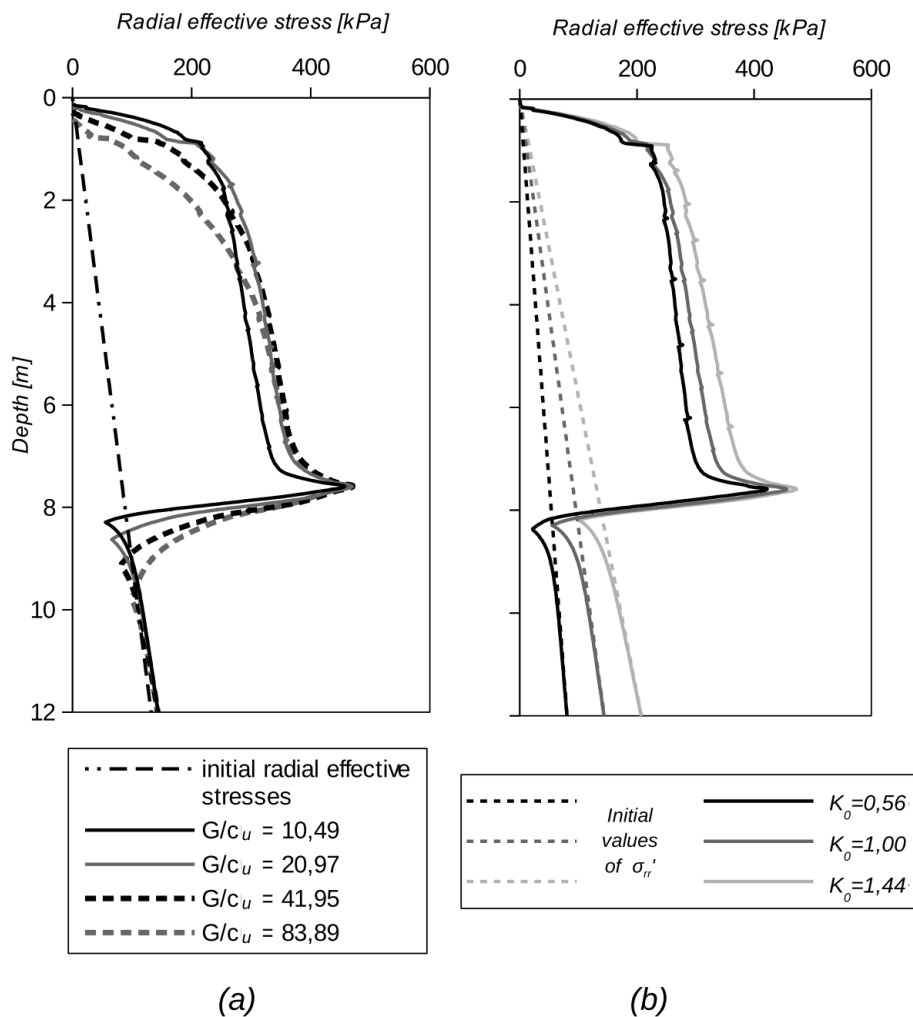 Radial effective stress [kPa]
0 200 400 600
0
2
4
6
8
10
12
Depth [m]
initial radial effective
stresses
G/cu = 10,49
G/cu = 20,97
G/cu = 41,95
G/cu = 83,89
(a)
Radial effective stress [kPa]
0 200 400 600
Initial
values
of σrr'
K0=0,56
K0=1,00
K0=1,44
(b)